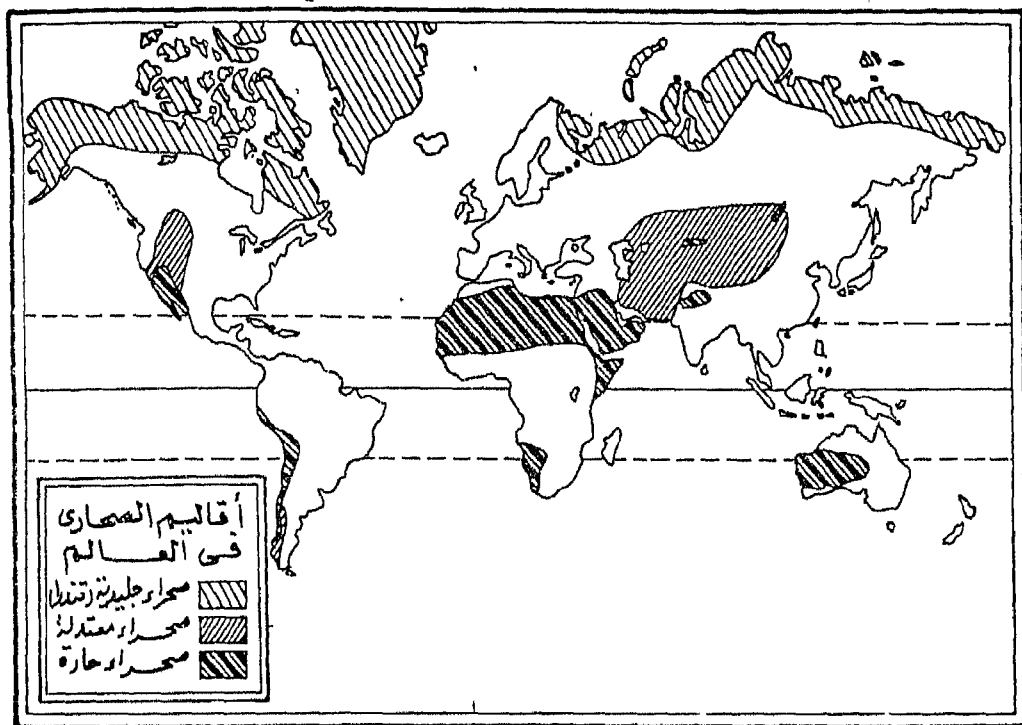 أقاليم الصحارى
فى العالم
صحراء جليدية (تندرا)
صحراء معتدلة
صحراء حارة